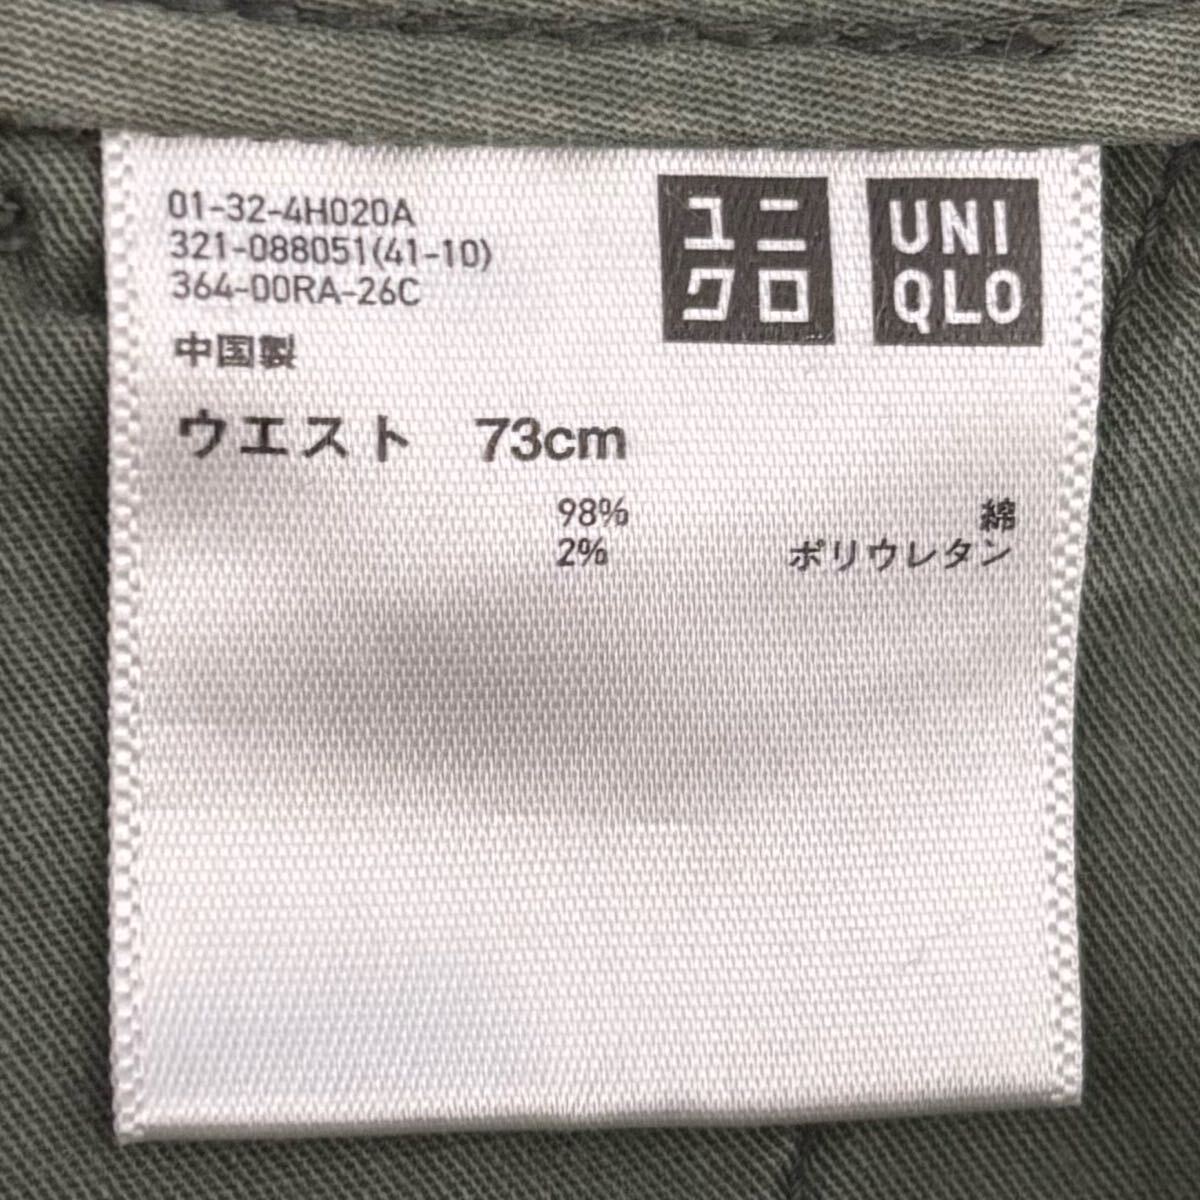 01-32-4H020A
321-088051(41-10)
364-00RA-26C
中国製
ユニ
クロ
UNI
QLO
ウエスト 73cm
98% 綿
2% ポリウレタン